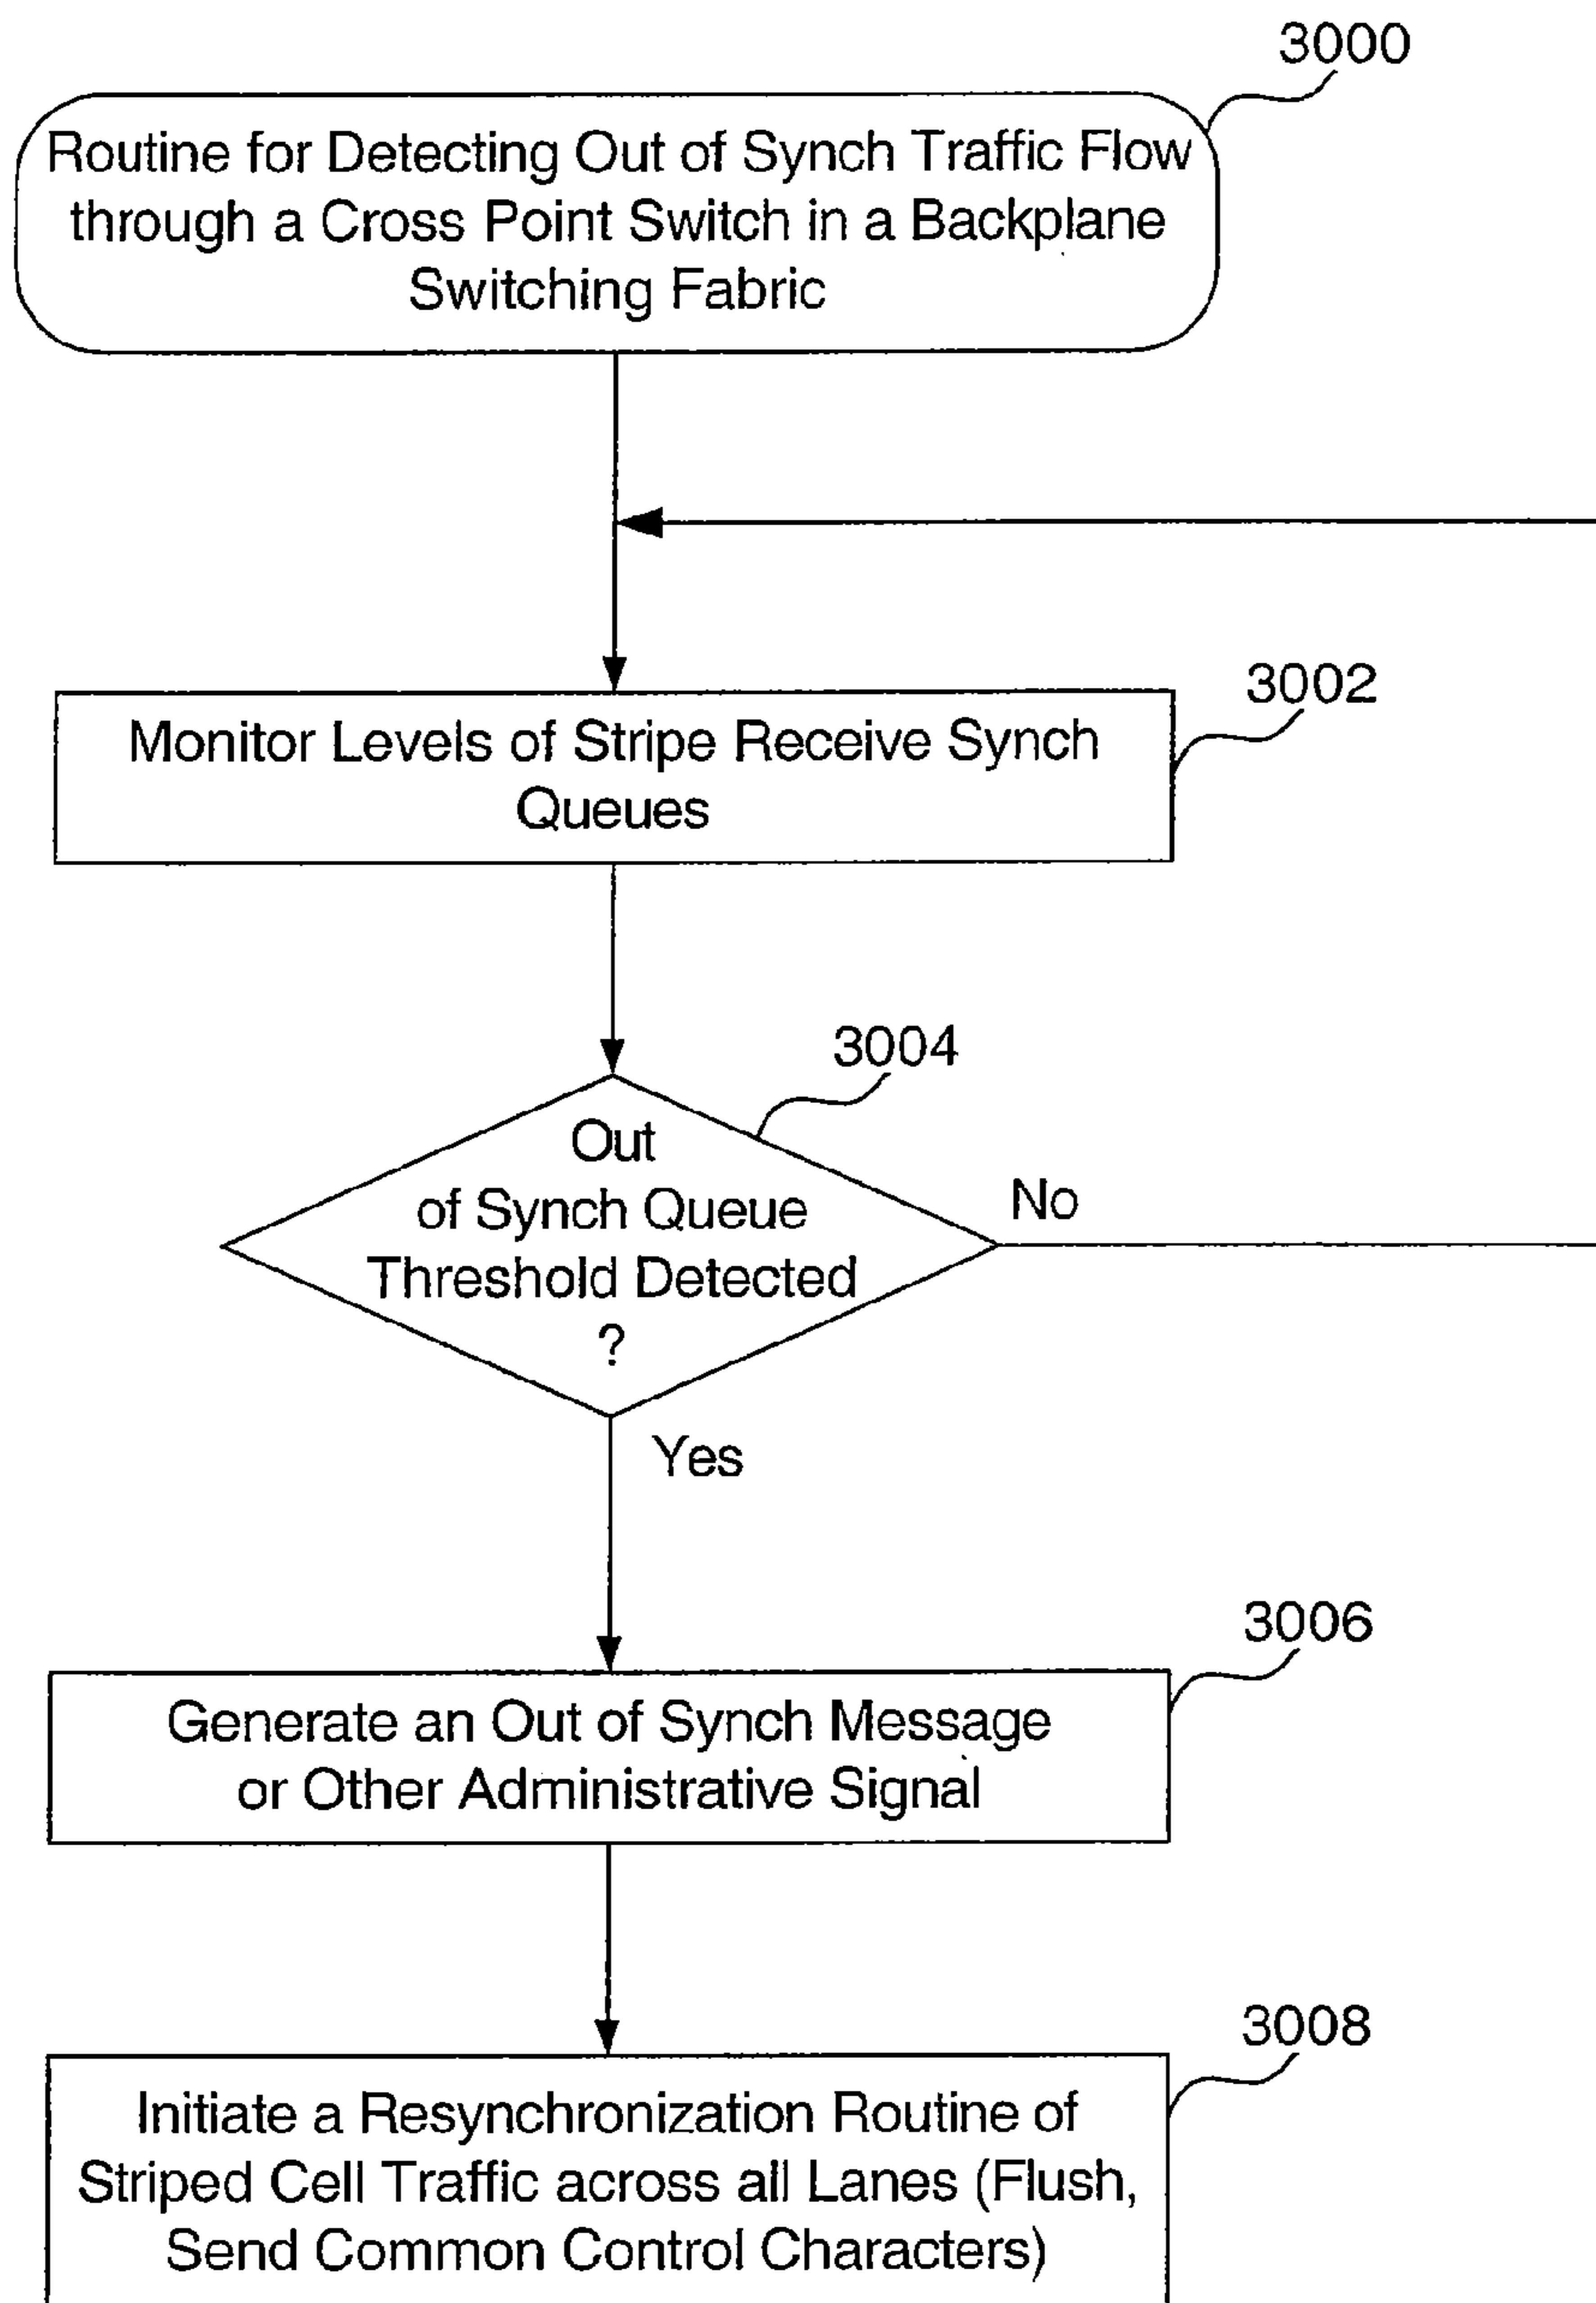 3000
Routine for Detecting Out of Synch Traffic Flow
through a Cross Point Switch in a Backplane
Switching Fabric
3002
Monitor Levels of Stripe Receive Synch
Queues
3004
Out
of Synch Queue
Threshold Detected
?
No
Yes
3006
Generate an Out of Synch Message
or Other Administrative Signal
3008
Initiate a Resynchronization Routine of
Striped Cell Traffic across all Lanes (Flush,
Send Common Control Characters)